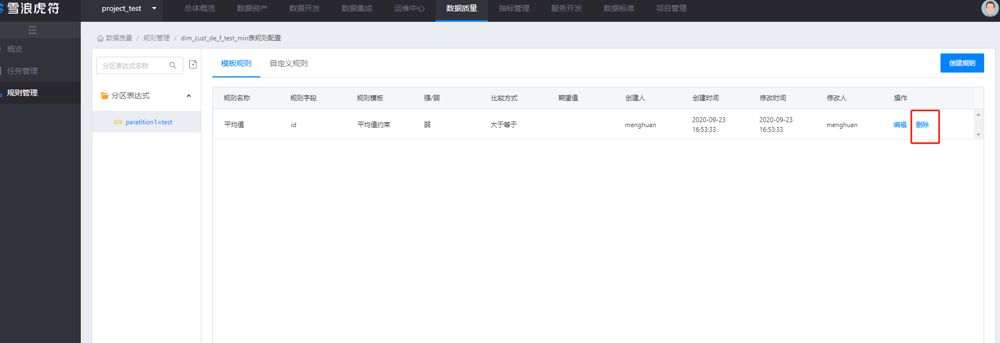 雪浪虎符
project_test
总体概览 数据资产 数据开发 数据集成 运维中心 数据质量 指标管理 服务开发 数据标准 项目管理
概览
任务管理
规则管理
数据质量 / 规则管理 / dim_cust_de_f_test_min表规则配置
分区表达式名称
分区表达式
paratition1=test
模板规则 自定义规则
创建规则
规则名称 规则字段 规则模板 强/弱 比较方式 期望值 创建人 创建时间 修改时间 修改人 操作
平均值 id 平均值约束 弱 大于等于 menghuan 2020-09-23 2020-09-23 menghuan 编辑 删除
16:53:33 16:53:33